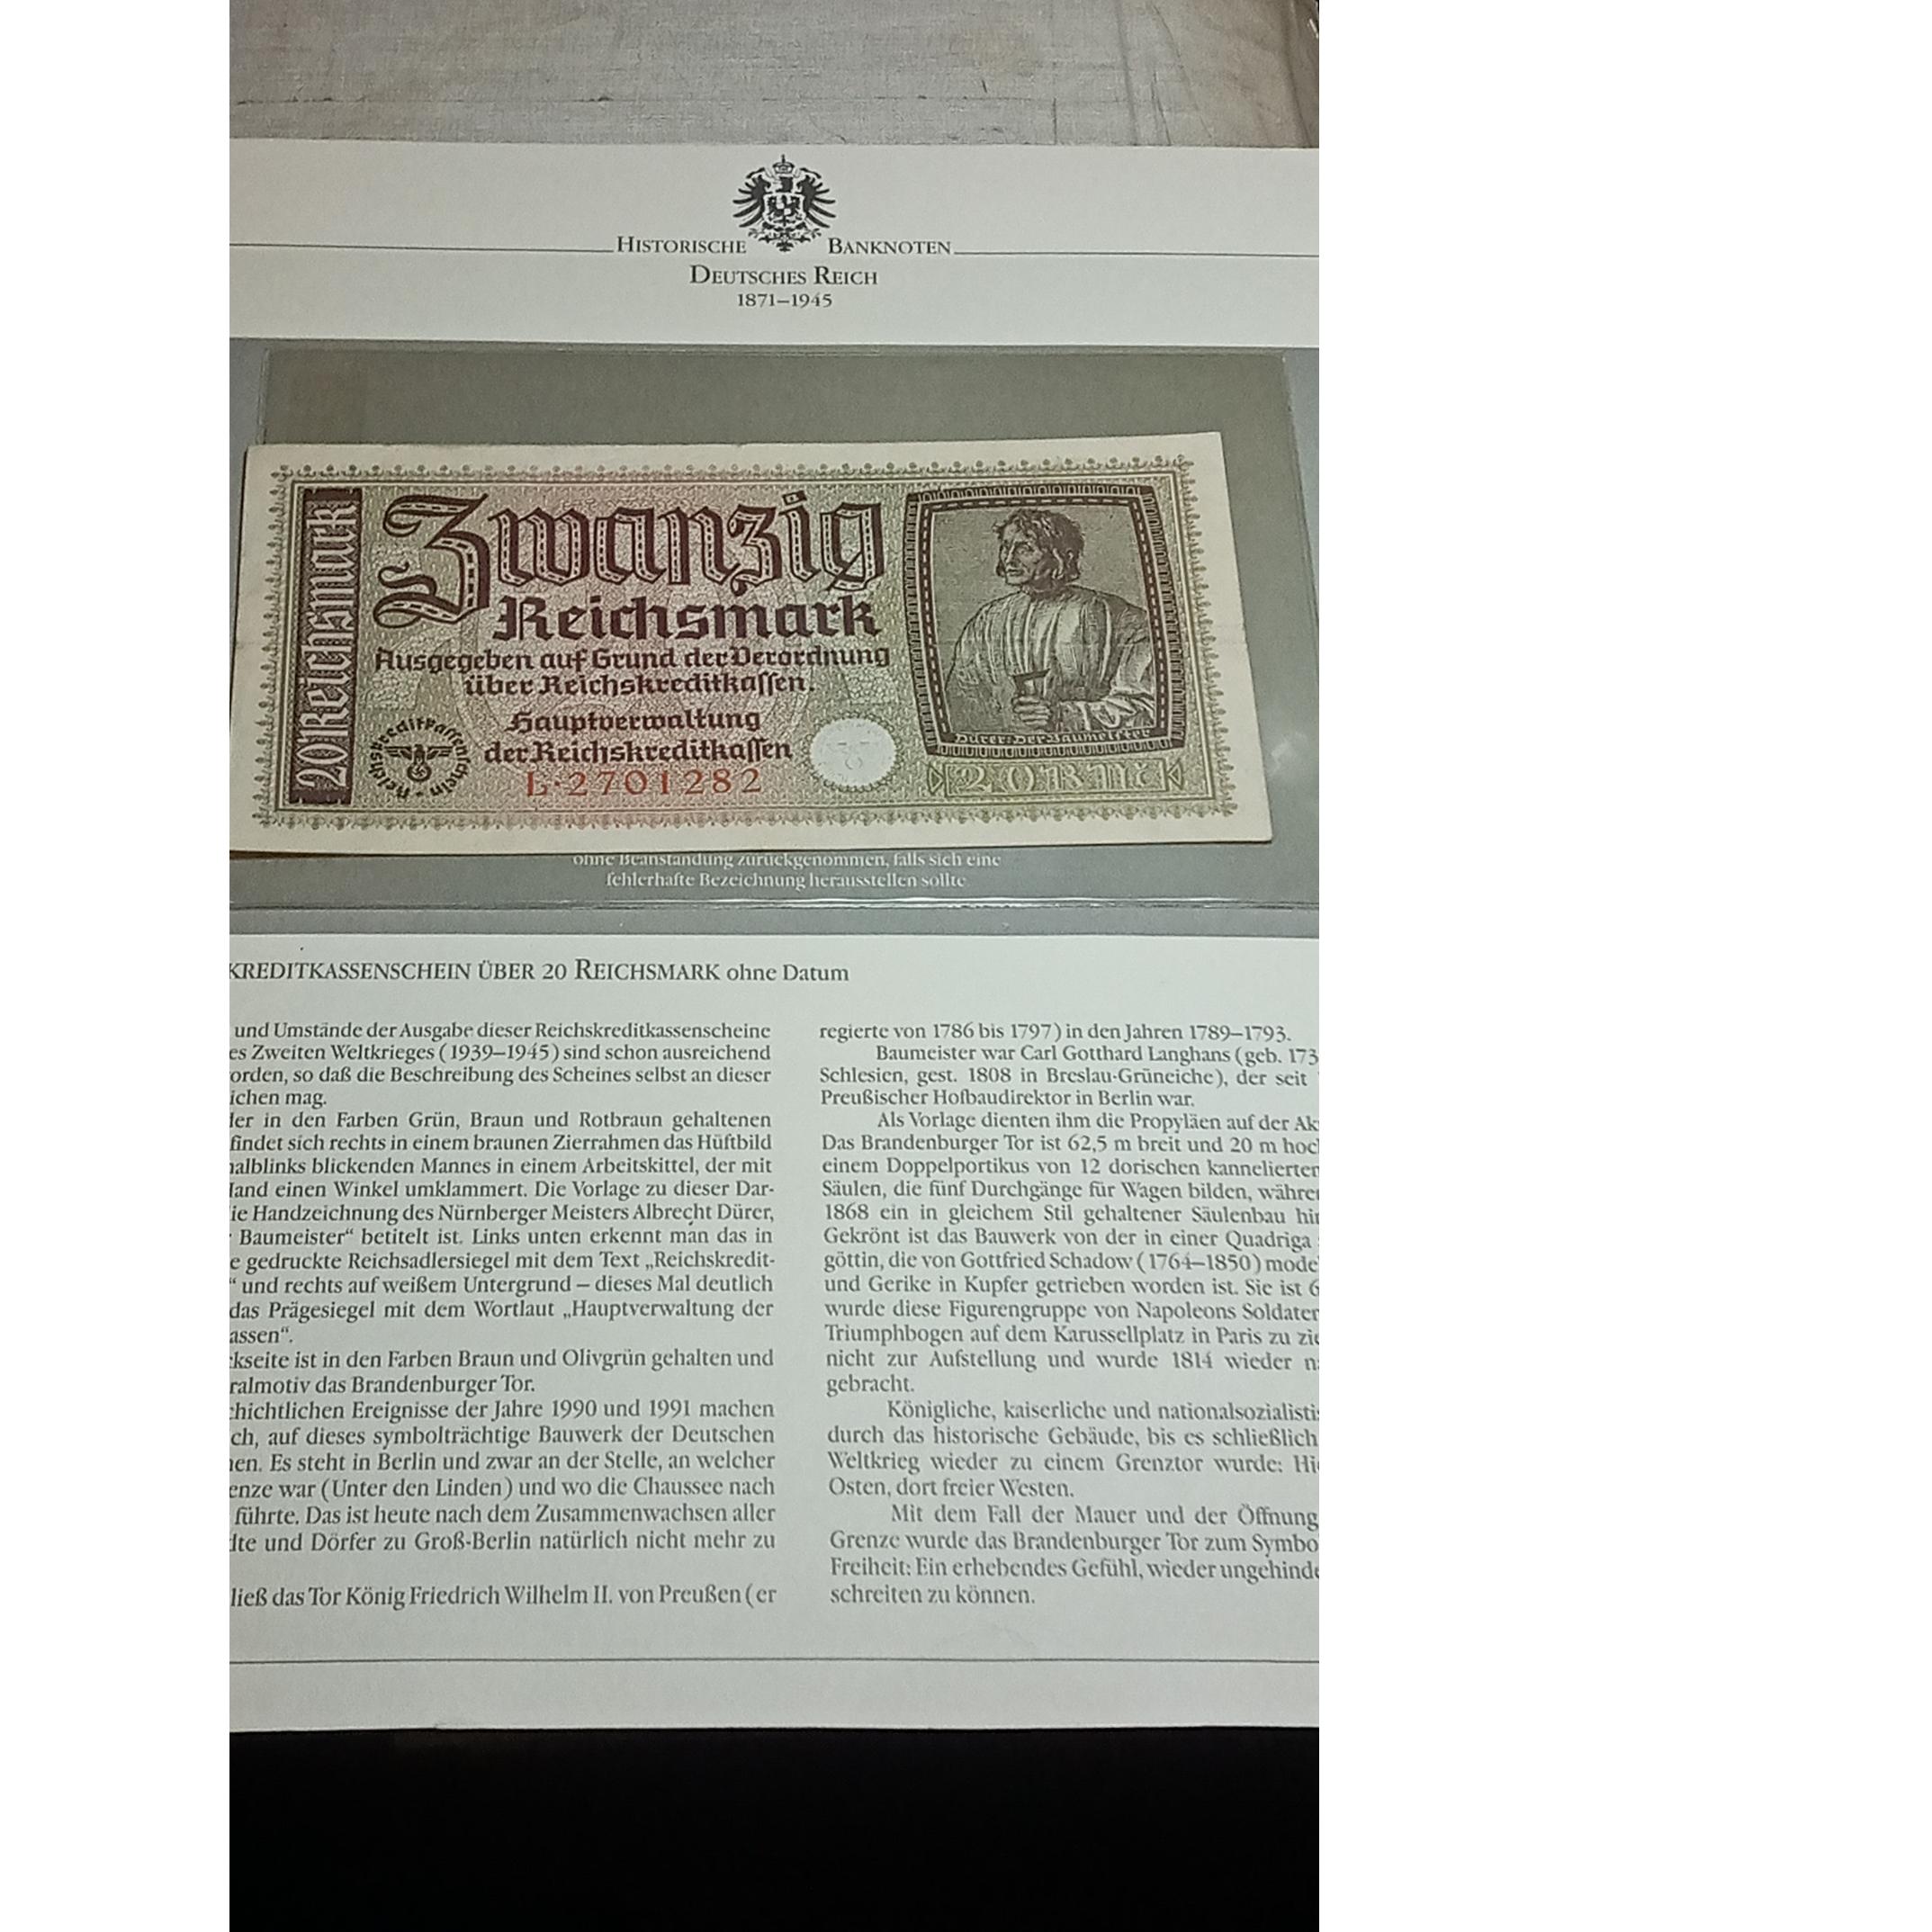 HISTORISCHE BANKNOTEN
DEUTSCHES REICH
1871–1945
20 Reichsmark
Zwanzig
Reichsmark
Ausgegeben auf Grund der Verordnung
über Reichskreditkassen.
Hauptverwaltung
der Reichskreditkassen
Reichskreditkassenschein
L·2701282
Dürer: Der Baumeister
20 RMK
ohne Beanstandung zurückgenommen, falls sich eine
fehlerhafte Bezeichnung herausstellen sollte
KREDITKASSENSCHEIN ÜBER 20 REICHSMARK ohne Datum
und Umstände der Ausgabe dieser Reichskreditkassenscheine
es Zweiten Weltkrieges (1939–1945) sind schon ausreichend
orden, so daß die Beschreibung des Scheines selbst an dieser
ichen mag.
in den Farben Grün, Braun und Rotbraun gehaltenen
findet sich rechts in einem braunen Zierrahmen das Hüftbild
halblinks blickenden Mannes in einem Arbeitskittel, der mit
einen Winkel umklammert. Die Vorlage zu dieser Dar-
ie Handzeichnung des Nürnberger Meisters Albrecht Dürer,
Baumeister“ betitelt ist. Links unten erkennt man das in
e gedruckte Reichsadlersiegel mit dem Text „Reichskredit-
“ und rechts auf weißem Untergrund – dieses Mal deutlich
das Prägesiegel mit dem Wortlaut „Hauptverwaltung der
assen“.
kseite ist in den Farben Braun und Olivgrün gehalten und
ralmotiv das Brandenburger Tor.
chichtlichen Ereignisse der Jahre 1990 und 1991 machen
ch, auf dieses symbolträchtige Bauwerk der Deutschen
en. Es steht in Berlin und zwar an der Stelle, an welcher
enze war (Unter den Linden) und wo die Chaussee nach
führte. Das ist heute nach dem Zusammenwachsen aller
dte und Dörfer zu Groß-Berlin natürlich nicht mehr zu
ließ das Tor König Friedrich Wilhelm II. von Preußen (er
regierte von 1786 bis 1797) in den Jahren 1789–1793.
Baumeister war Carl Gotthard Langhans (geb. 173
Schlesien, gest. 1808 in Breslau-Grüneiche), der seit
Preußischer Hofbaudirektor in Berlin war.
Als Vorlage dienten ihm die Propyläen auf der Ak
Das Brandenburger Tor ist 62,5 m breit und 20 m hoc
einem Doppelportikus von 12 dorischen kannelierten
Säulen, die fünf Durchgänge für Wagen bilden, währe
1868 ein in gleichem Stil gehaltener Säulenbau hi
Gekrönt ist das Bauwerk von der in einer Quadriga
göttin, die von Gottfried Schadow (1764–1850) mode
und Gerike in Kupfer getrieben worden ist. Sie ist 6
wurde diese Figurengruppe von Napoleons Soldaten
Triumphbogen auf dem Karussellplatz in Paris zu zi
nicht zur Aufstellung und wurde 1814 wieder n
gebracht.
Königliche, kaiserliche und nationalsozialisti
durch das historische Gebäude, bis es schließlich
Weltkrieg wieder zu einem Grenztor wurde: Hi
Osten, dort freier Westen.
Mit dem Fall der Mauer und der Öffnung
Grenze wurde das Brandenburger Tor zum Symbo
Freiheit: Ein erhebendes Gefühl, wieder ungehinde
schreiten zu können.